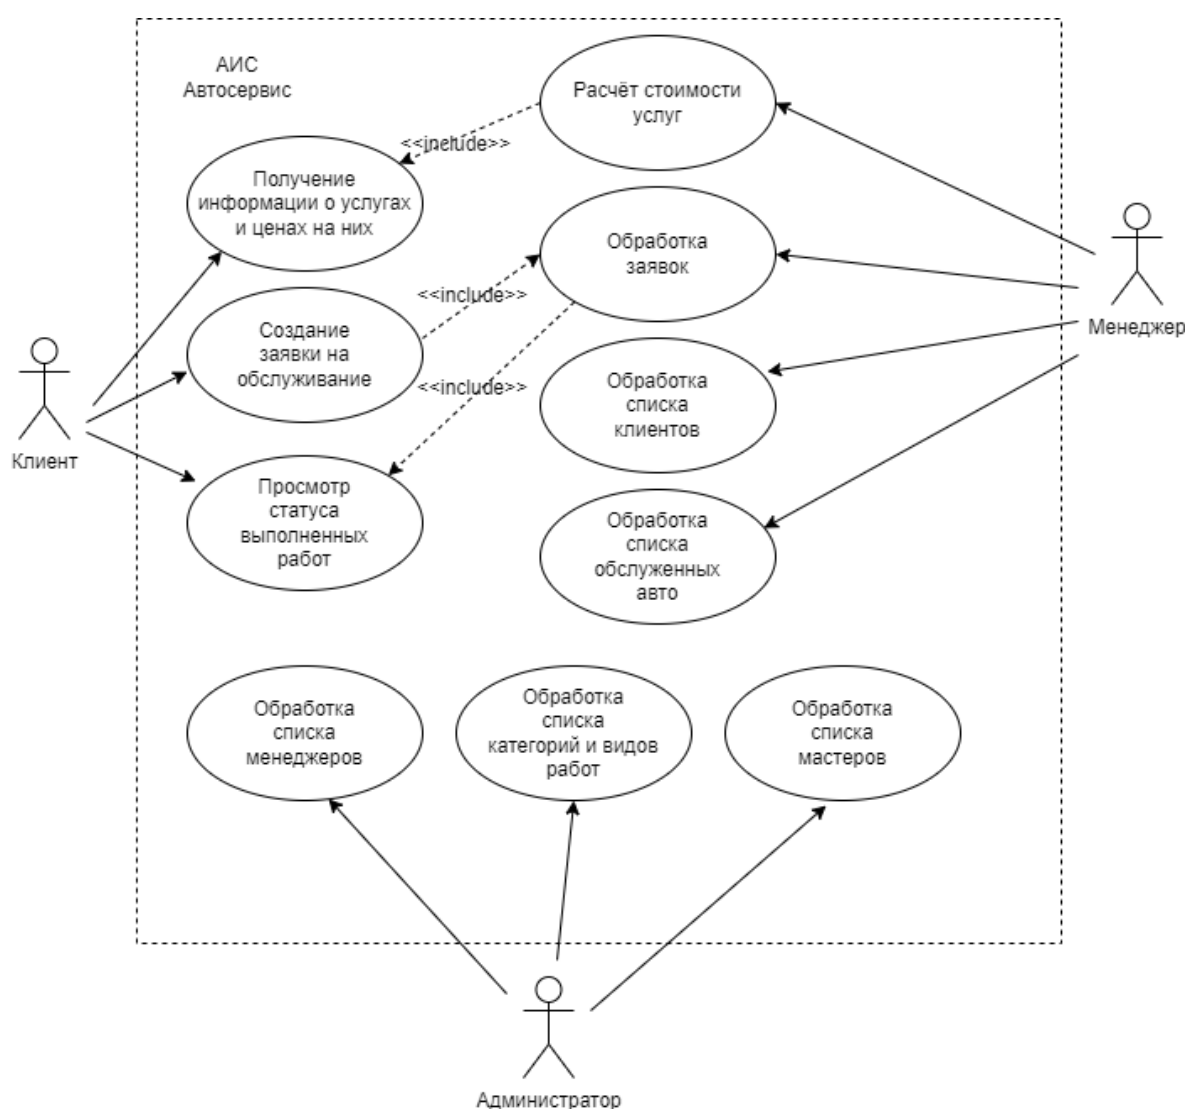 АИС
Автосервис
Расчёт стоимости
услуг
<<include>>
Получение
информации о услугах
и ценах на них
Обработка
заявок
<<include>>
Менеджер
Создание
заявки на
обслуживание
<<include>>
Обработка
списка
клиентов
Клиент
Просмотр
статуса
выполненных
работ
Обработка
списка
обслуженных
авто
Обработка
списка
менеджеров
Обработка
списка
категорий и видов
работ
Обработка
списка
мастеров
Администратор